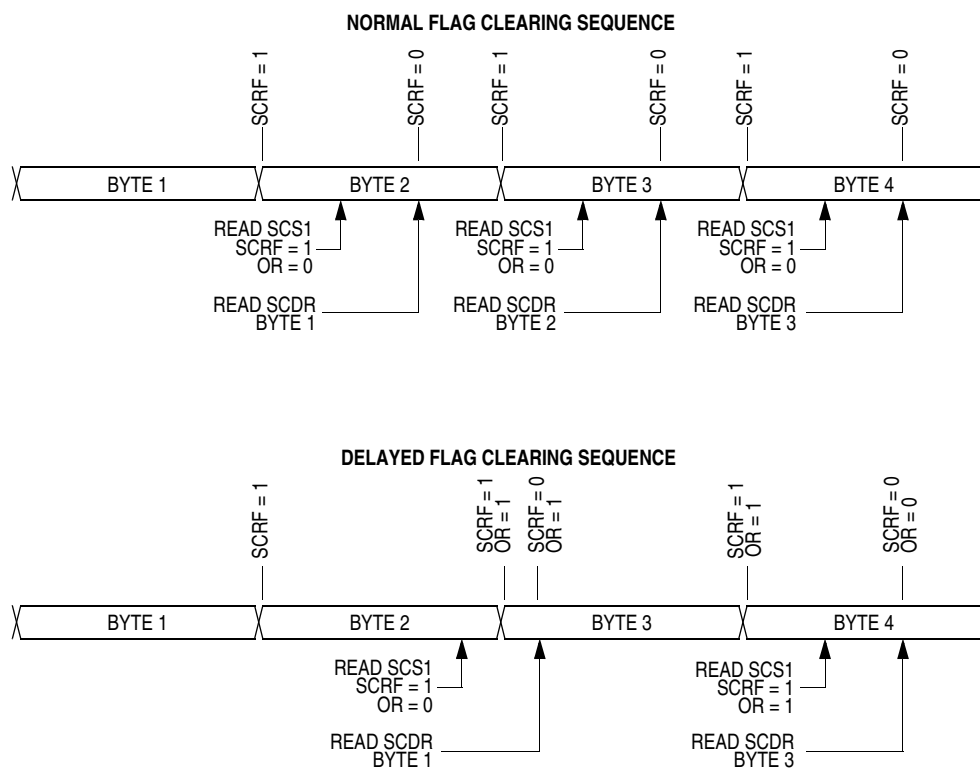 NORMAL FLAG CLEARING SEQUENCE
SCRF = 1
SCRF = 0
SCRF = 1
SCRF = 0
SCRF = 1
SCRF = 0
BYTE 1
BYTE 2
BYTE 3
BYTE 4
READ SCS1
SCRF = 1
OR = 0
READ SCS1
SCRF = 1
OR = 0
READ SCS1
SCRF = 1
OR = 0
READ SCDR
BYTE 1
READ SCDR
BYTE 2
READ SCDR
BYTE 3
DELAYED FLAG CLEARING SEQUENCE
SCRF = 1
SCRF = 1
OR = 1
SCRF = 0
OR = 1
SCRF = 1
OR = 1
SCRF = 0
OR = 0
BYTE 1
BYTE 2
BYTE 3
BYTE 4
READ SCS1
SCRF = 1
OR = 0
READ SCS1
SCRF = 1
OR = 1
READ SCDR
BYTE 1
READ SCDR
BYTE 3